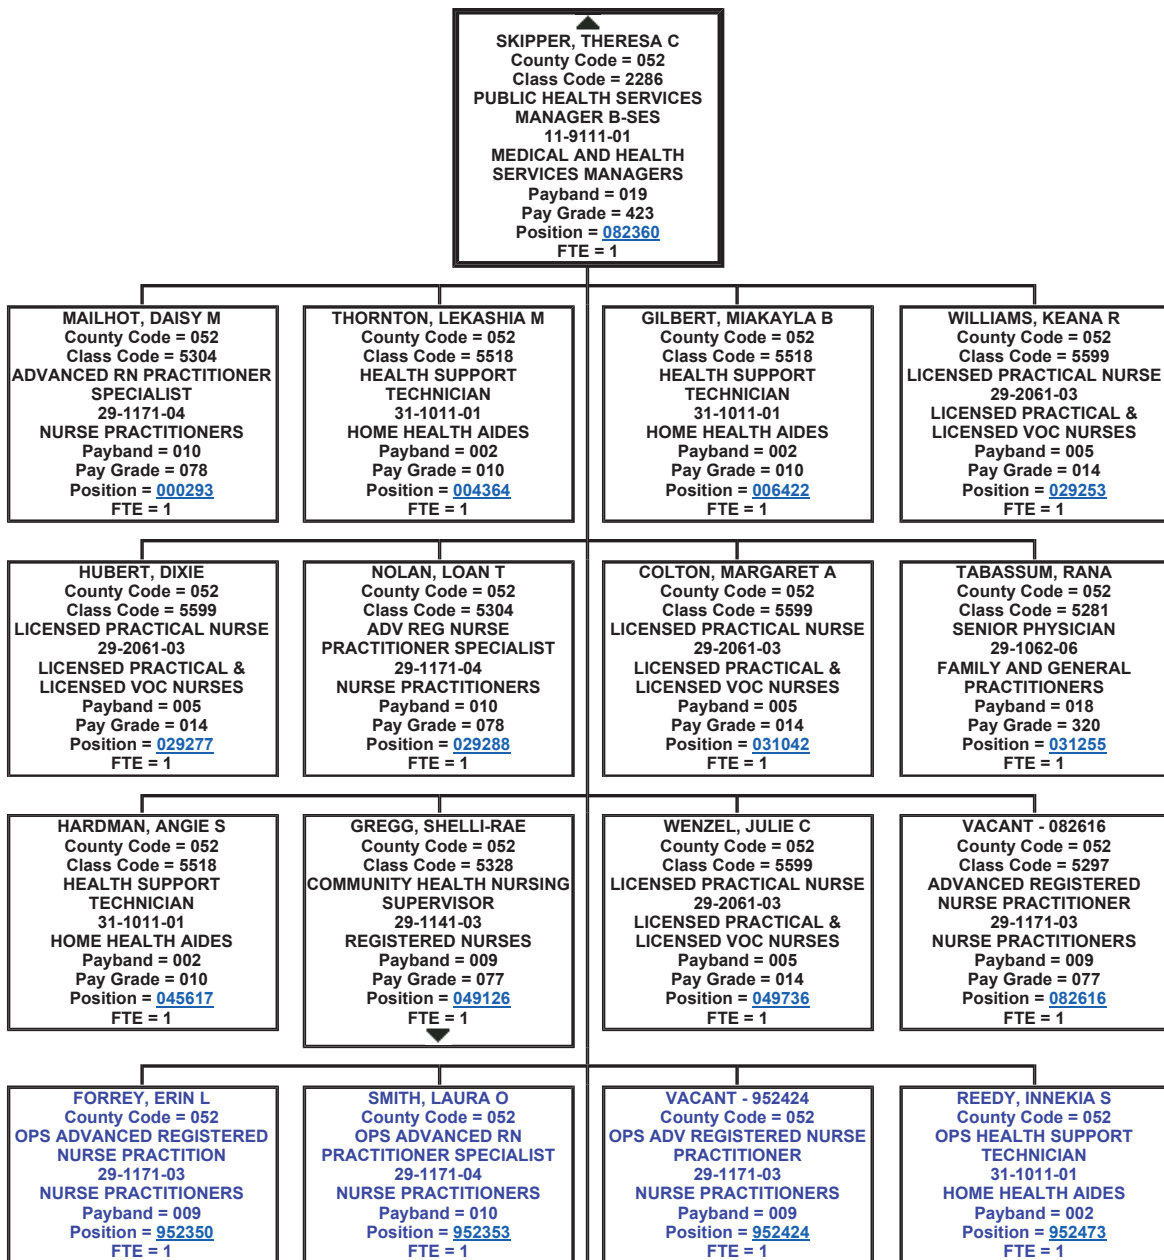 SKIPPER, THERESA C
County Code = 052
Class Code = 2286
PUBLIC HEALTH SERVICES
MANAGER B-SES
11-9111-01
MEDICAL AND HEALTH
SERVICES MANAGERS
Payband = 019
Pay Grade = 423
Position = 082360
FTE = 1
MAILHOT, DAISY M
County Code = 052
Class Code = 5304
ADVANCED RN PRACTITIONER
SPECIALIST
29-1171-04
NURSE PRACTITIONERS
Payband = 010
Pay Grade = 078
Position = 000293
FTE = 1
THORNTON, LEKASHIA M
County Code = 052
Class Code = 5518
HEALTH SUPPORT
TECHNICIAN
31-1011-01
HOME HEALTH AIDES
Payband = 002
Pay Grade = 010
Position = 004364
FTE = 1
GILBERT, MIAKAYLA B
County Code = 052
Class Code = 5518
HEALTH SUPPORT
TECHNICIAN
31-1011-01
HOME HEALTH AIDES
Payband = 002
Pay Grade = 010
Position = 006422
FTE = 1
WILLIAMS, KEANA R
County Code = 052
Class Code = 5599
LICENSED PRACTICAL NURSE
29-2061-03
LICENSED PRACTICAL &
LICENSED VOC NURSES
Payband = 005
Pay Grade = 014
Position = 029253
FTE = 1
HUBERT, DIXIE
County Code = 052
Class Code = 5599
LICENSED PRACTICAL NURSE
29-2061-03
LICENSED PRACTICAL &
LICENSED VOC NURSES
Payband = 005
Pay Grade = 014
Position = 029277
FTE = 1
NOLAN, LOAN T
County Code = 052
Class Code = 5304
ADV REG NURSE
PRACTITIONER SPECIALIST
29-1171-04
NURSE PRACTITIONERS
Payband = 010
Pay Grade = 078
Position = 029288
FTE = 1
COLTON, MARGARET A
County Code = 052
Class Code = 5599
LICENSED PRACTICAL NURSE
29-2061-03
LICENSED PRACTICAL &
LICENSED VOC NURSES
Payband = 005
Pay Grade = 014
Position = 031042
FTE = 1
TABASSUM, RANA
County Code = 052
Class Code = 5281
SENIOR PHYSICIAN
29-1062-06
FAMILY AND GENERAL
PRACTITIONERS
Payband = 018
Pay Grade = 320
Position = 031255
FTE = 1
HARDMAN, ANGIE S
County Code = 052
Class Code = 5518
HEALTH SUPPORT
TECHNICIAN
31-1011-01
HOME HEALTH AIDES
Payband = 002
Pay Grade = 010
Position = 045617
FTE = 1
GREGG, SHELLI-RAE
County Code = 052
Class Code = 5328
COMMUNITY HEALTH NURSING
SUPERVISOR
29-1141-03
REGISTERED NURSES
Payband = 009
Pay Grade = 077
Position = 049126
FTE = 1
WENZEL, JULIE C
County Code = 052
Class Code = 5599
LICENSED PRACTICAL NURSE
29-2061-03
LICENSED PRACTICAL &
LICENSED VOC NURSES
Payband = 005
Pay Grade = 014
Position = 049736
FTE = 1
VACANT - 082616
County Code = 052
Class Code = 5297
ADVANCED REGISTERED
NURSE PRACTITIONER
29-1171-03
NURSE PRACTITIONERS
Payband = 009
Pay Grade = 077
Position = 082616
FTE = 1
FORREY, ERIN L
County Code = 052
OPS ADVANCED REGISTERED
NURSE PRACTITION
29-1171-03
NURSE PRACTITIONERS
Payband = 009
Position = 952350
FTE = 1
SMITH, LAURA O
County Code = 052
OPS ADVANCED RN
PRACTITIONER SPECIALIST
29-1171-04
NURSE PRACTITIONERS
Payband = 010
Position = 952353
FTE = 1
VACANT - 952424
County Code = 052
OPS ADV REGISTERED NURSE
PRACTITIONER
29-1171-03
NURSE PRACTITIONERS
Payband = 009
Position = 952424
FTE = 1
REEDY, INNEKIA S
County Code = 052
OPS HEALTH SUPPORT
TECHNICIAN
31-1011-01
HOME HEALTH AIDES
Payband = 002
Position = 952473
FTE = 1